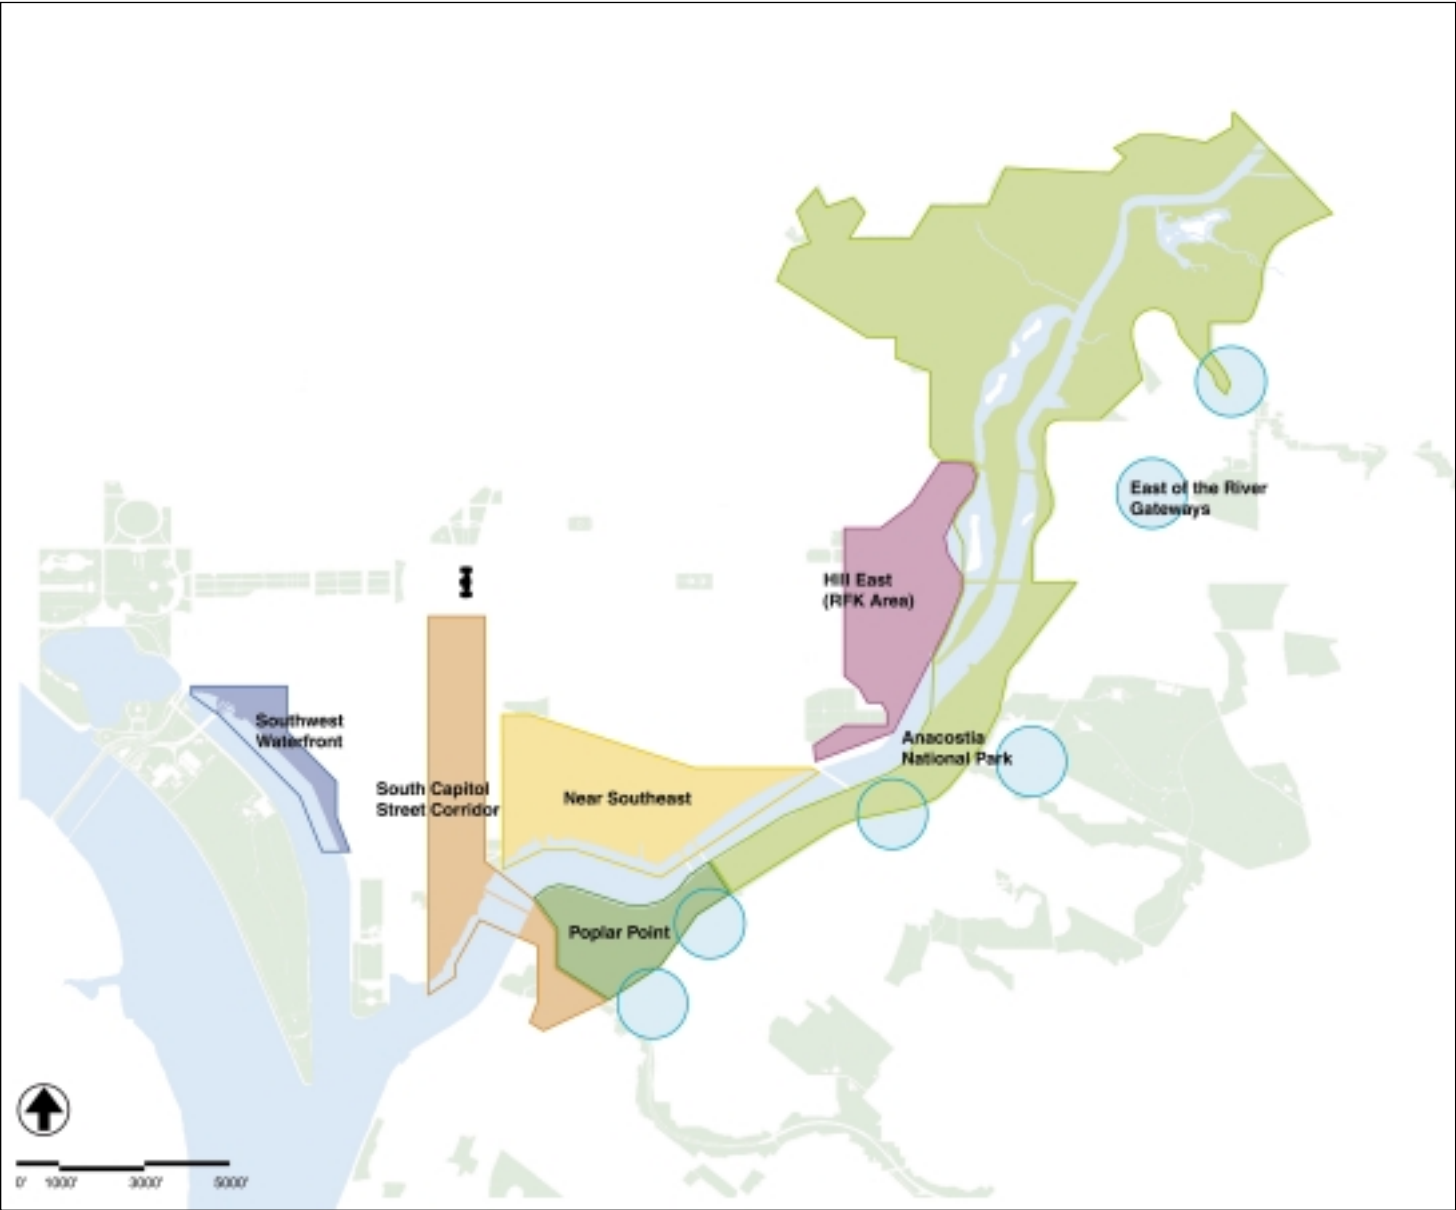 East of the River
Gateways
Hill East
(RFK Area)
Southwest
Waterfront
Anacostia
National Park
South Capitol
Street Corridor
Near Southeast
Poplar Point
0' 1000' 3000' 5000'